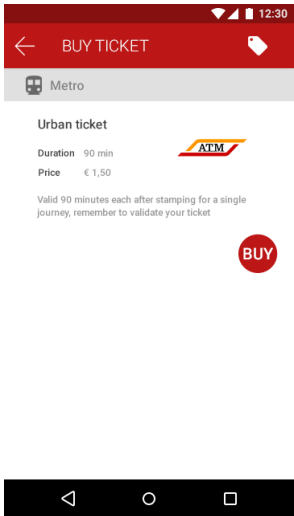 12:30
BUY TICKET
Metro
Urban ticket
Duration 90 min
ATM
Price € 1,50
Valid 90 minutes each after stamping for a single
journey, remember to validate your ticket
BUY